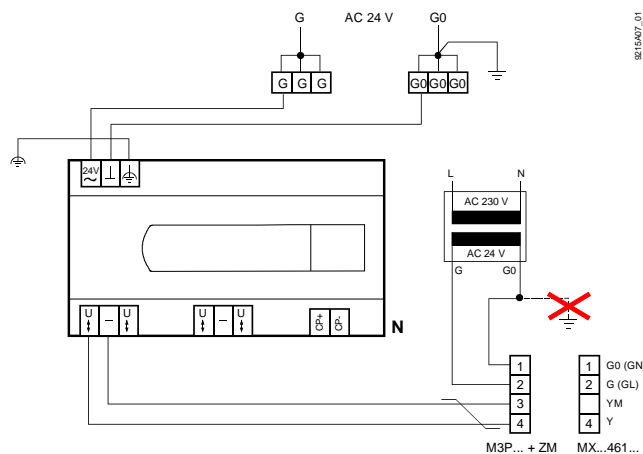 G AC 24 V G0
9215A07_01
G G G G0 G0 G0
24V ~ ⊥
L N
AC 230 V
AC 24 V
G G0
U – U U – U CP+ CP- N
1 1 G0 (GN)
2 2 G (GL)
3 YM
4 4 Y
M3P... + ZM MX...461...